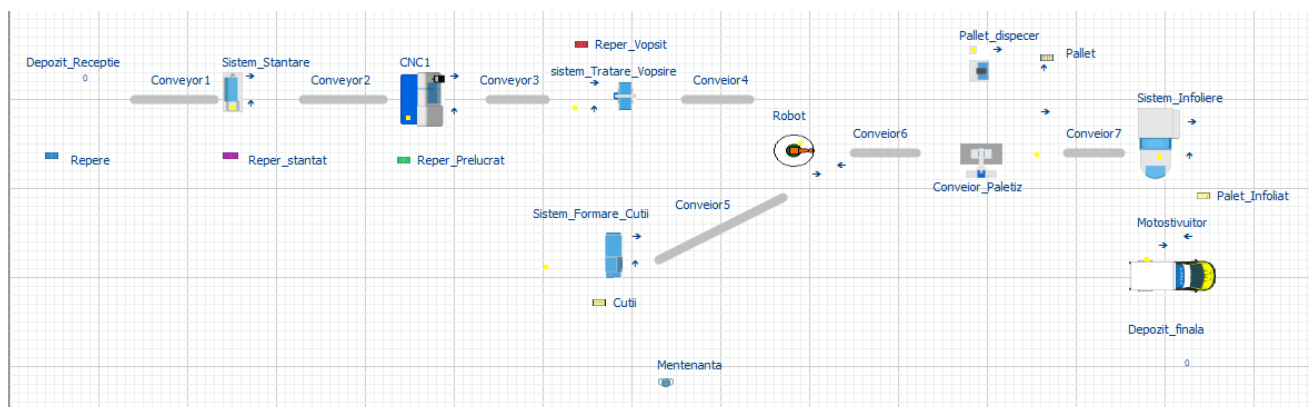 Pallet_dispecer
Reper_Vopsit
Pallet
Depozit_Receptie
Sistem_Stantare
CNC1
sistem_Tratare_Vopsire
0
Conveyor1
Conveyor2
Conveyor3
Conveior4
Sistem_Infoliere
Robot
Conveior6
Conveior7
Repere
Reper_stantat
Reper_Prelucrat
Conveior_Paletiz
Palet_Infoliat
Sistem_Formare_Cutii
Conveior5
Motostivuitor
Cutii
Depozit_finala
Mentenanta
0